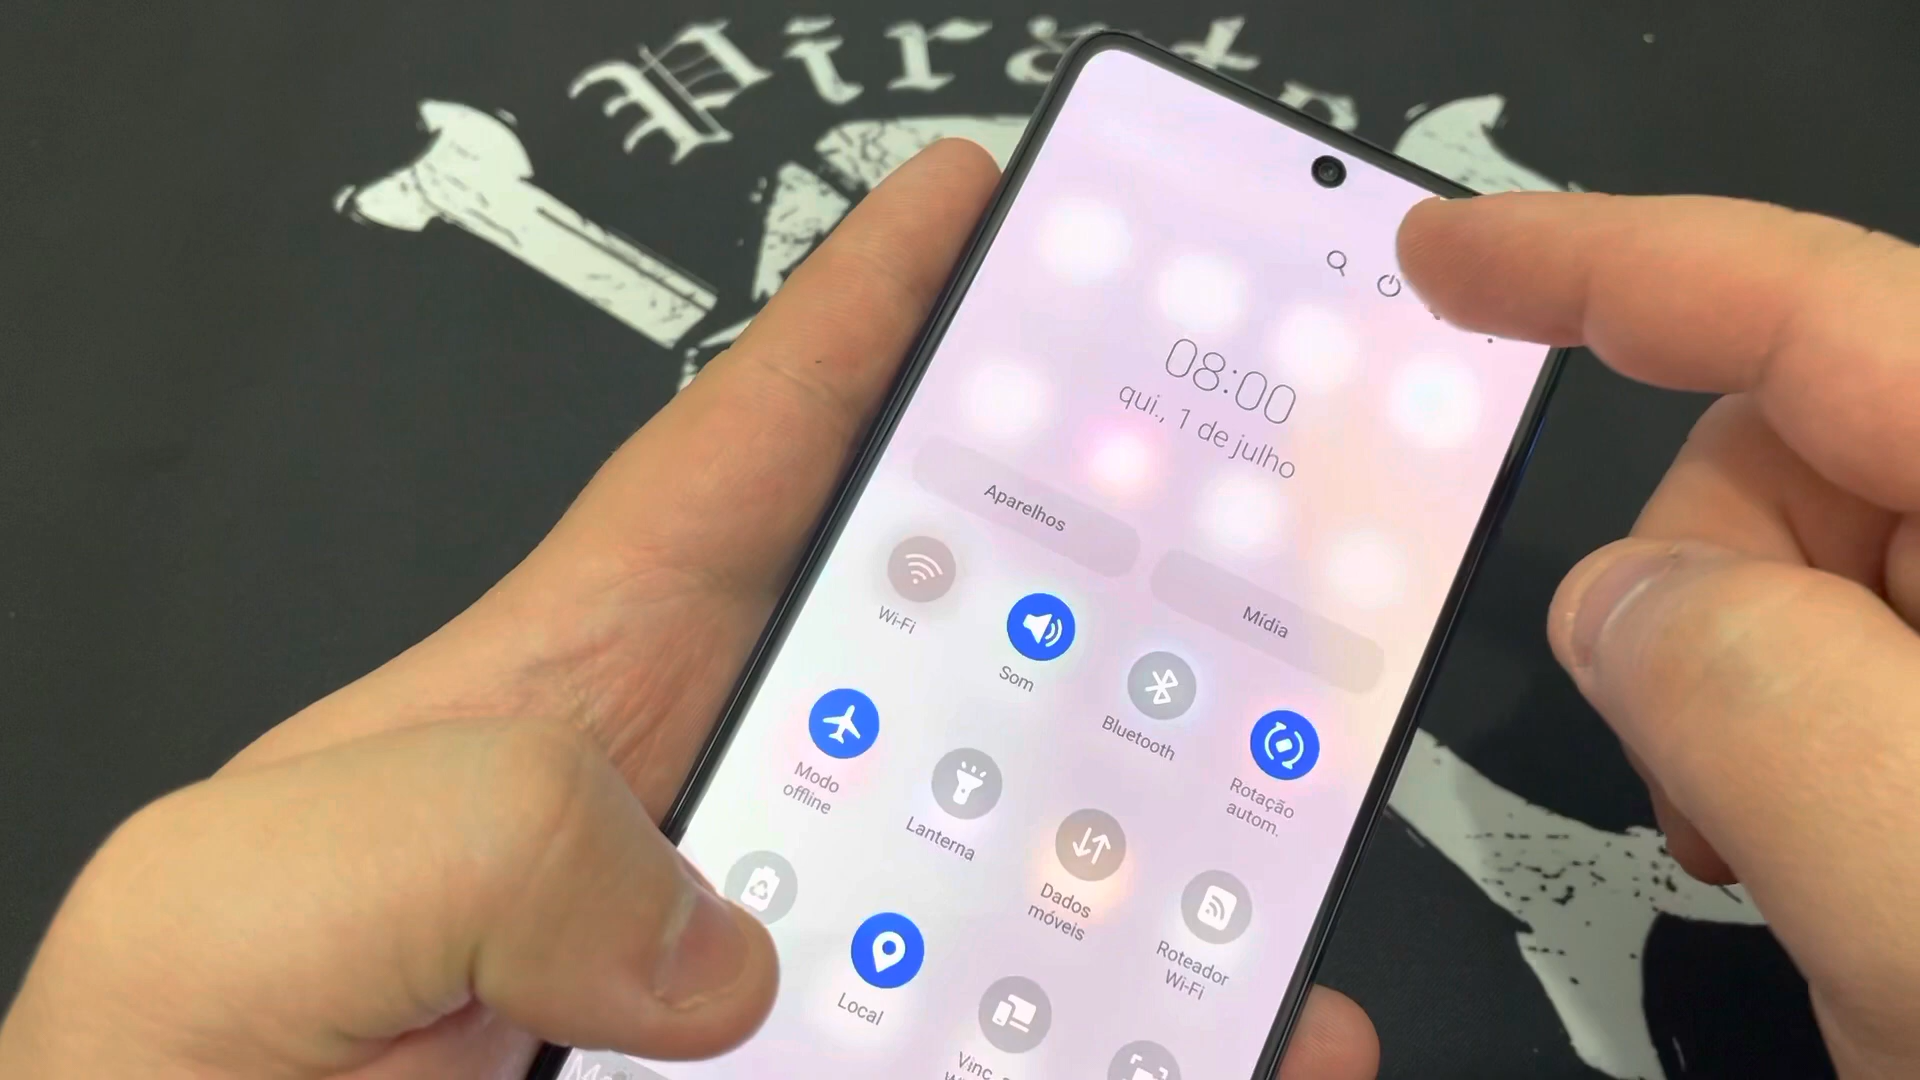 08:00
qui., 1 de julho
Aparelhos
Mídia
Wi-Fi
Som
Bluetooth
Rotação
autom.
Modo
offline
Lanterna
Dados
móveis
Roteador
Wi-Fi
Local